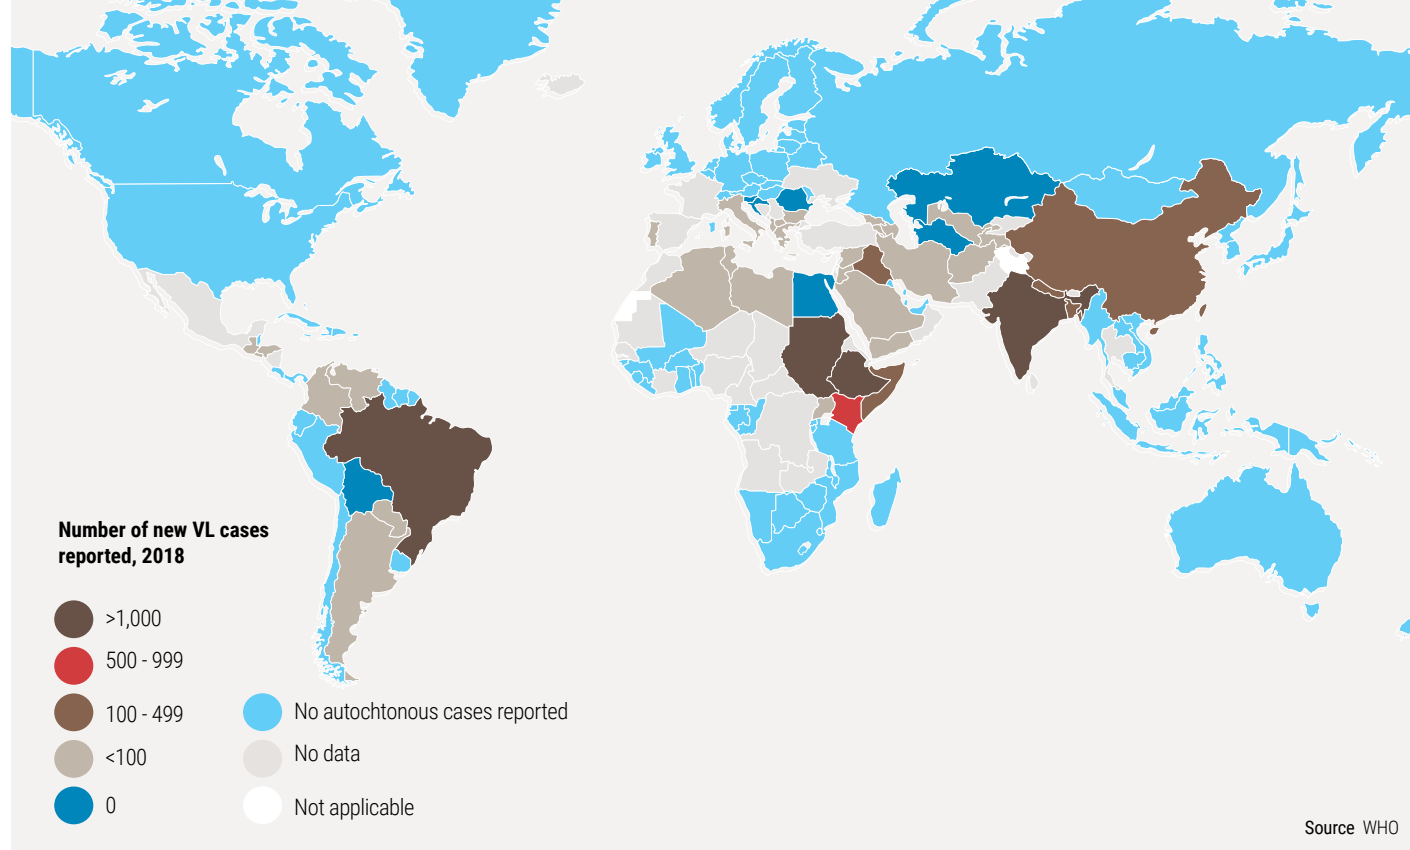 Number of new VL cases
reported, 2018
>1,000
500 - 999
100 - 499
<100
0
No autochtonous cases reported
No data
Not applicable
Source WHO